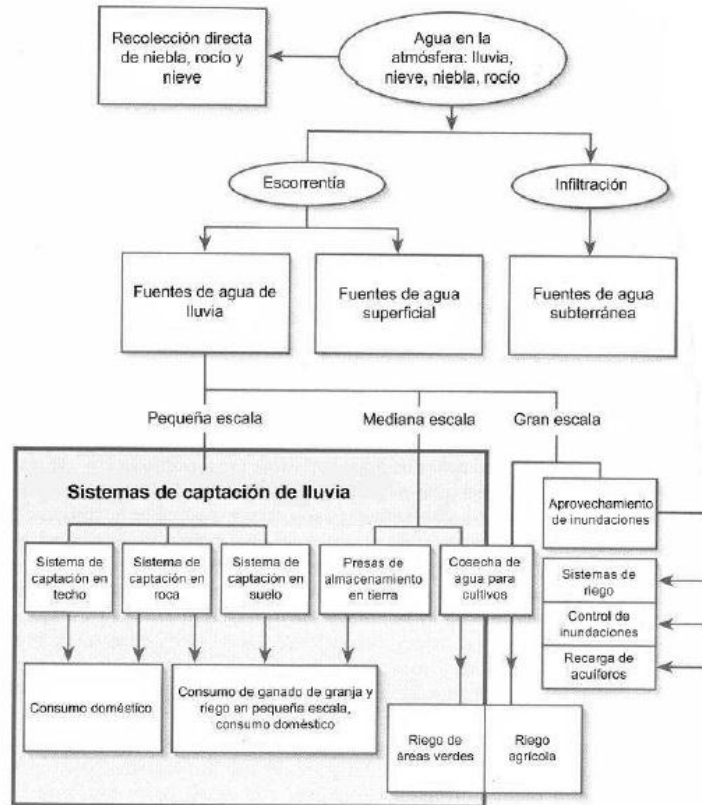 Recolección directa
de niebla, rocío y
nieve
Agua en la
atmósfera: lluvia,
nieve, niebla, rocío
Escorrentía
Infiltración
Fuentes de agua de
lluvia
Fuentes de agua
superficial
Fuentes de agua
subterránea
Pequeña escala
Mediana escala
Gran escala
Sistemas de captación de lluvia
Aprovechamiento
de inundaciones
Sistema de
captación en
techo
Sistema de
captación en
roca
Sistema de
captación en
suelo
Presas de
almacenamiento
en tierra
Cosecha de
agua para
cultivos
Sistemas de
riego
Control de
inundaciones
Recarga de
acuíferos
Consumo doméstico
Consumo de ganado de granja y
riego en pequeña escala,
consumo doméstico
Riego de
áreas verdes
Riego
agrícola